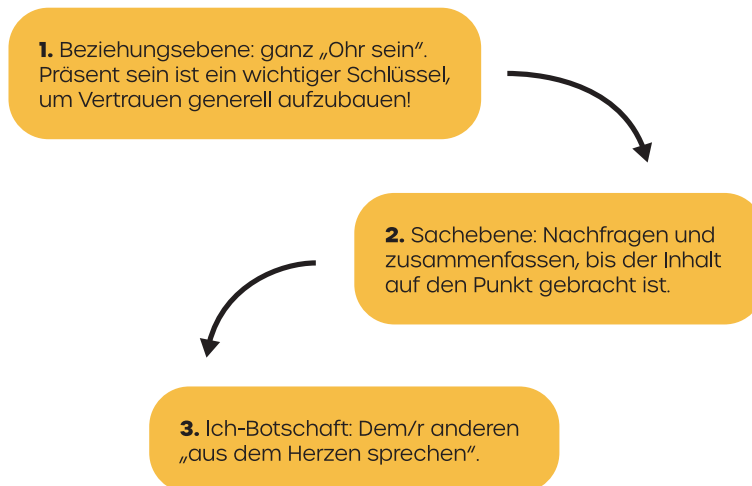 1. Beziehungsebene: ganz „Ohr sein“.
Präsent sein ist ein wichtiger Schlüssel,
um Vertrauen generell aufzubauen!
2. Sachebene: Nachfragen und
zusammenfassen, bis der Inhalt
auf den Punkt gebracht ist.
3. Ich-Botschaft: Dem/r anderen
„aus dem Herzen sprechen“.